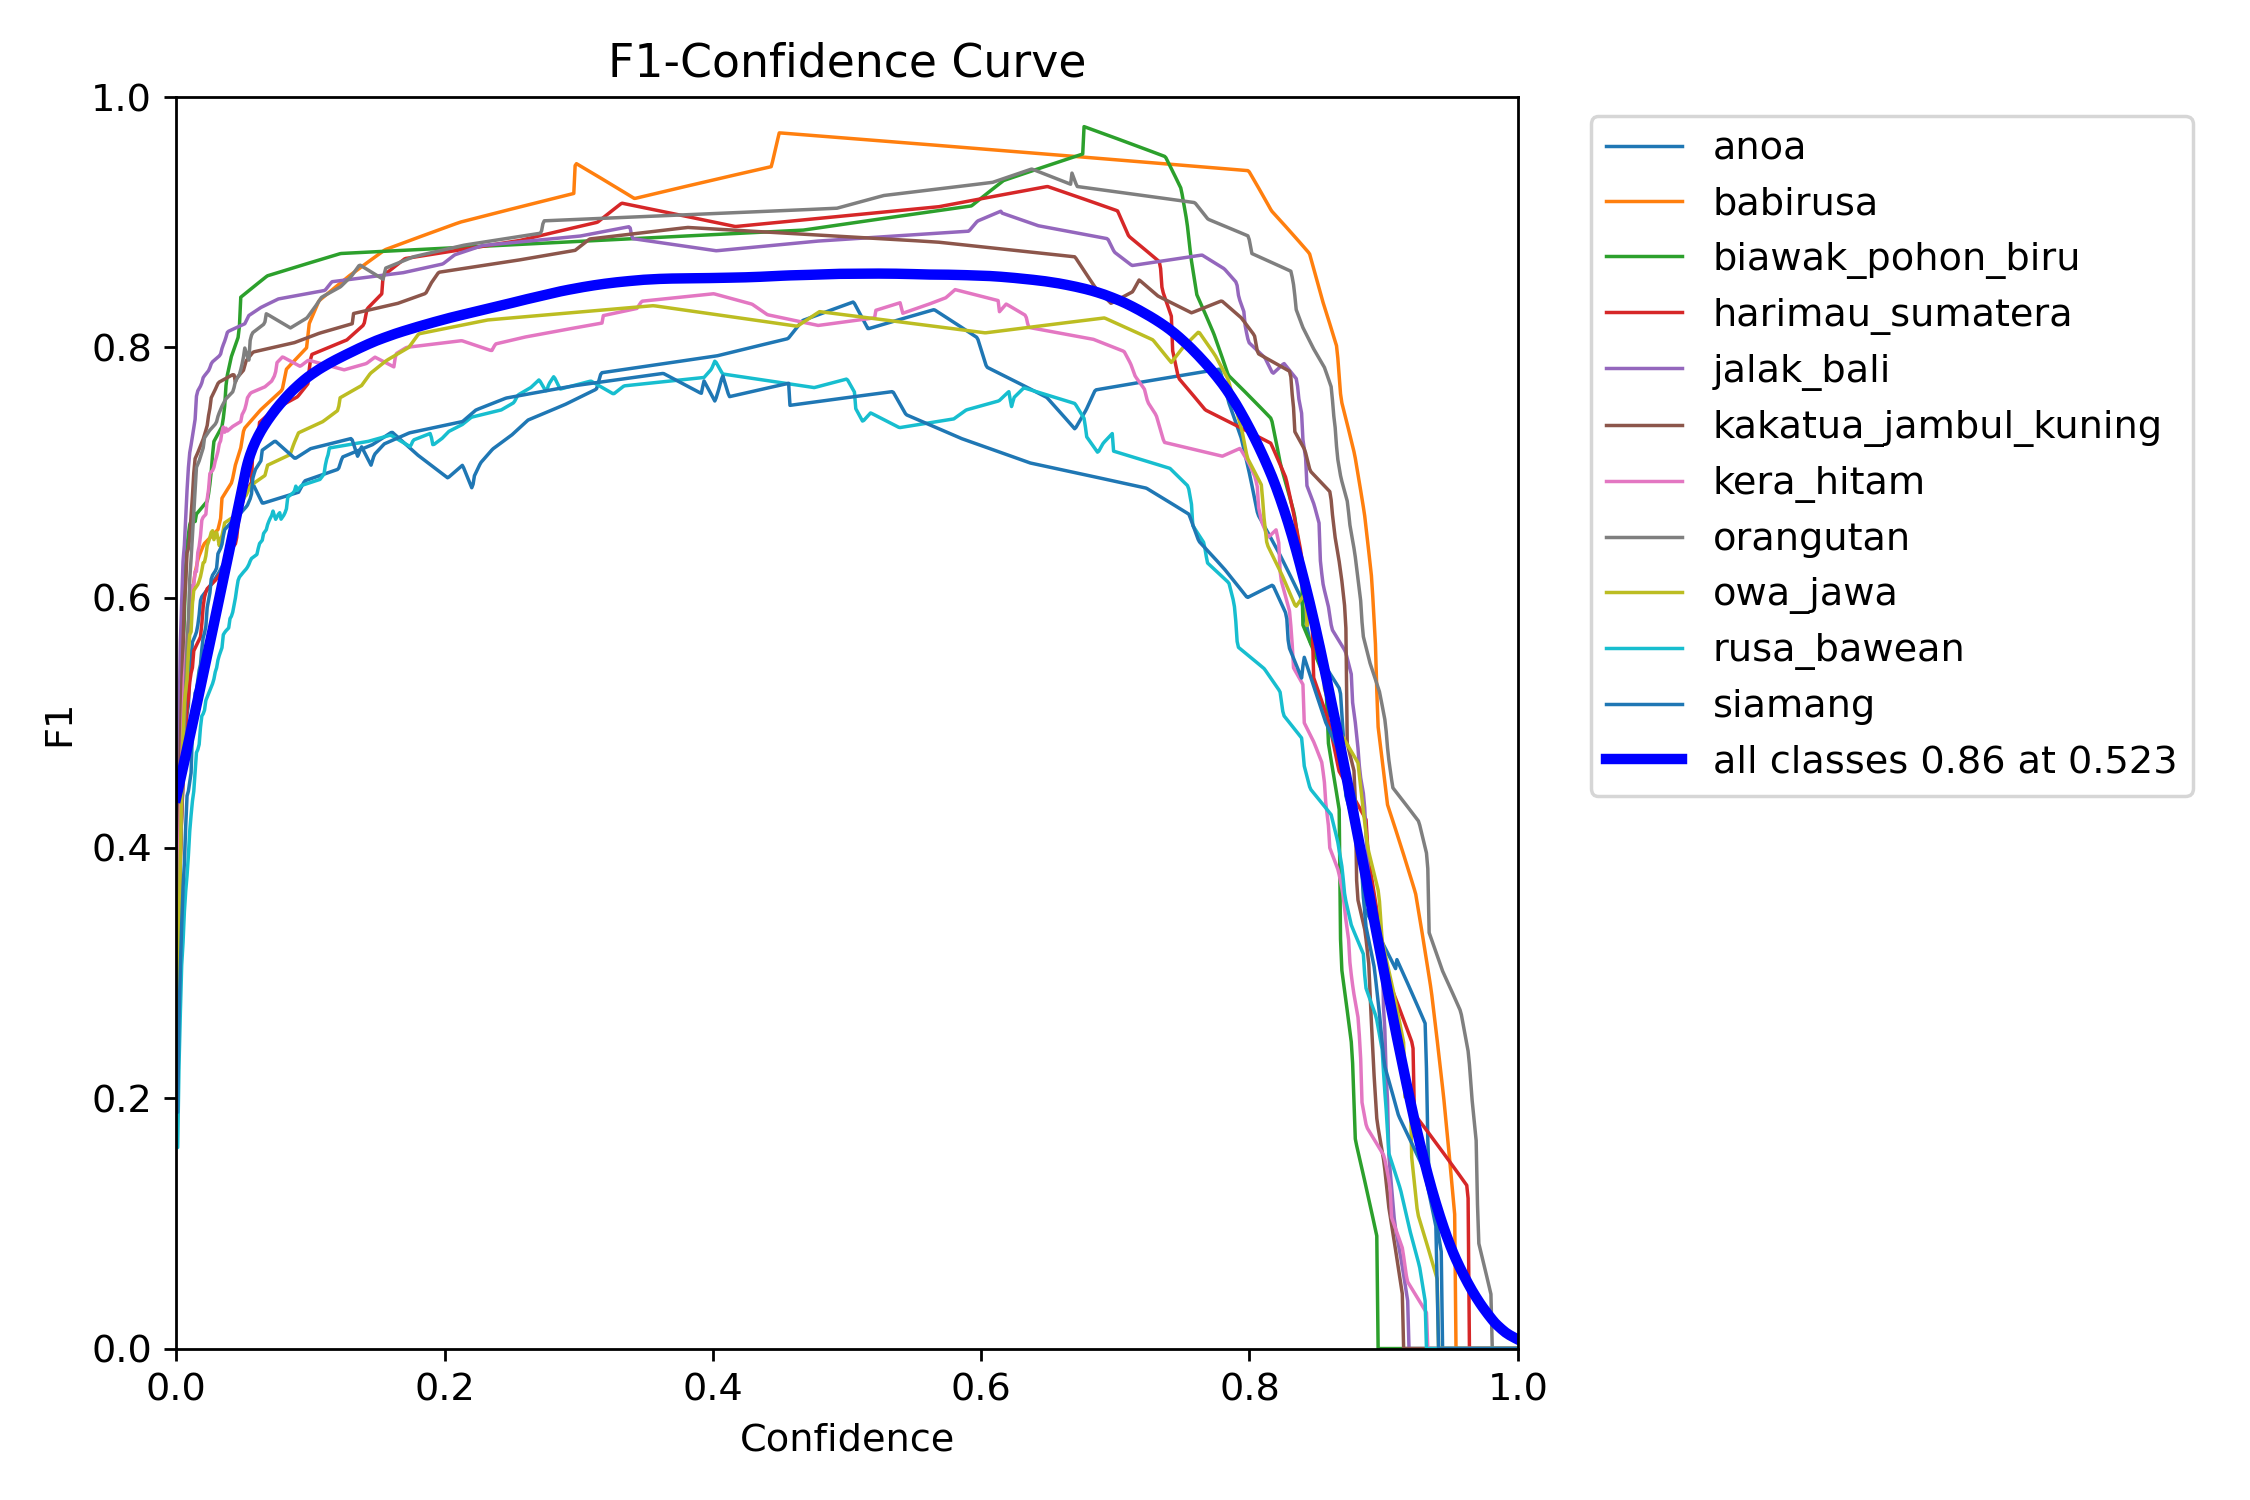 F1-Confidence Curve
1.0
0.8
0.6
0.4
0.2
0.0
F1
0.0 0.2 0.4 0.6 0.8 1.0
Confidence
anoa
babirusa
biawak_pohon_biru
harimau_sumatera
jalak_bali
kakatua_jambul_kuning
kera_hitam
orangutan
owa_jawa
rusa_bawean
siamang
all classes 0.86 at 0.523